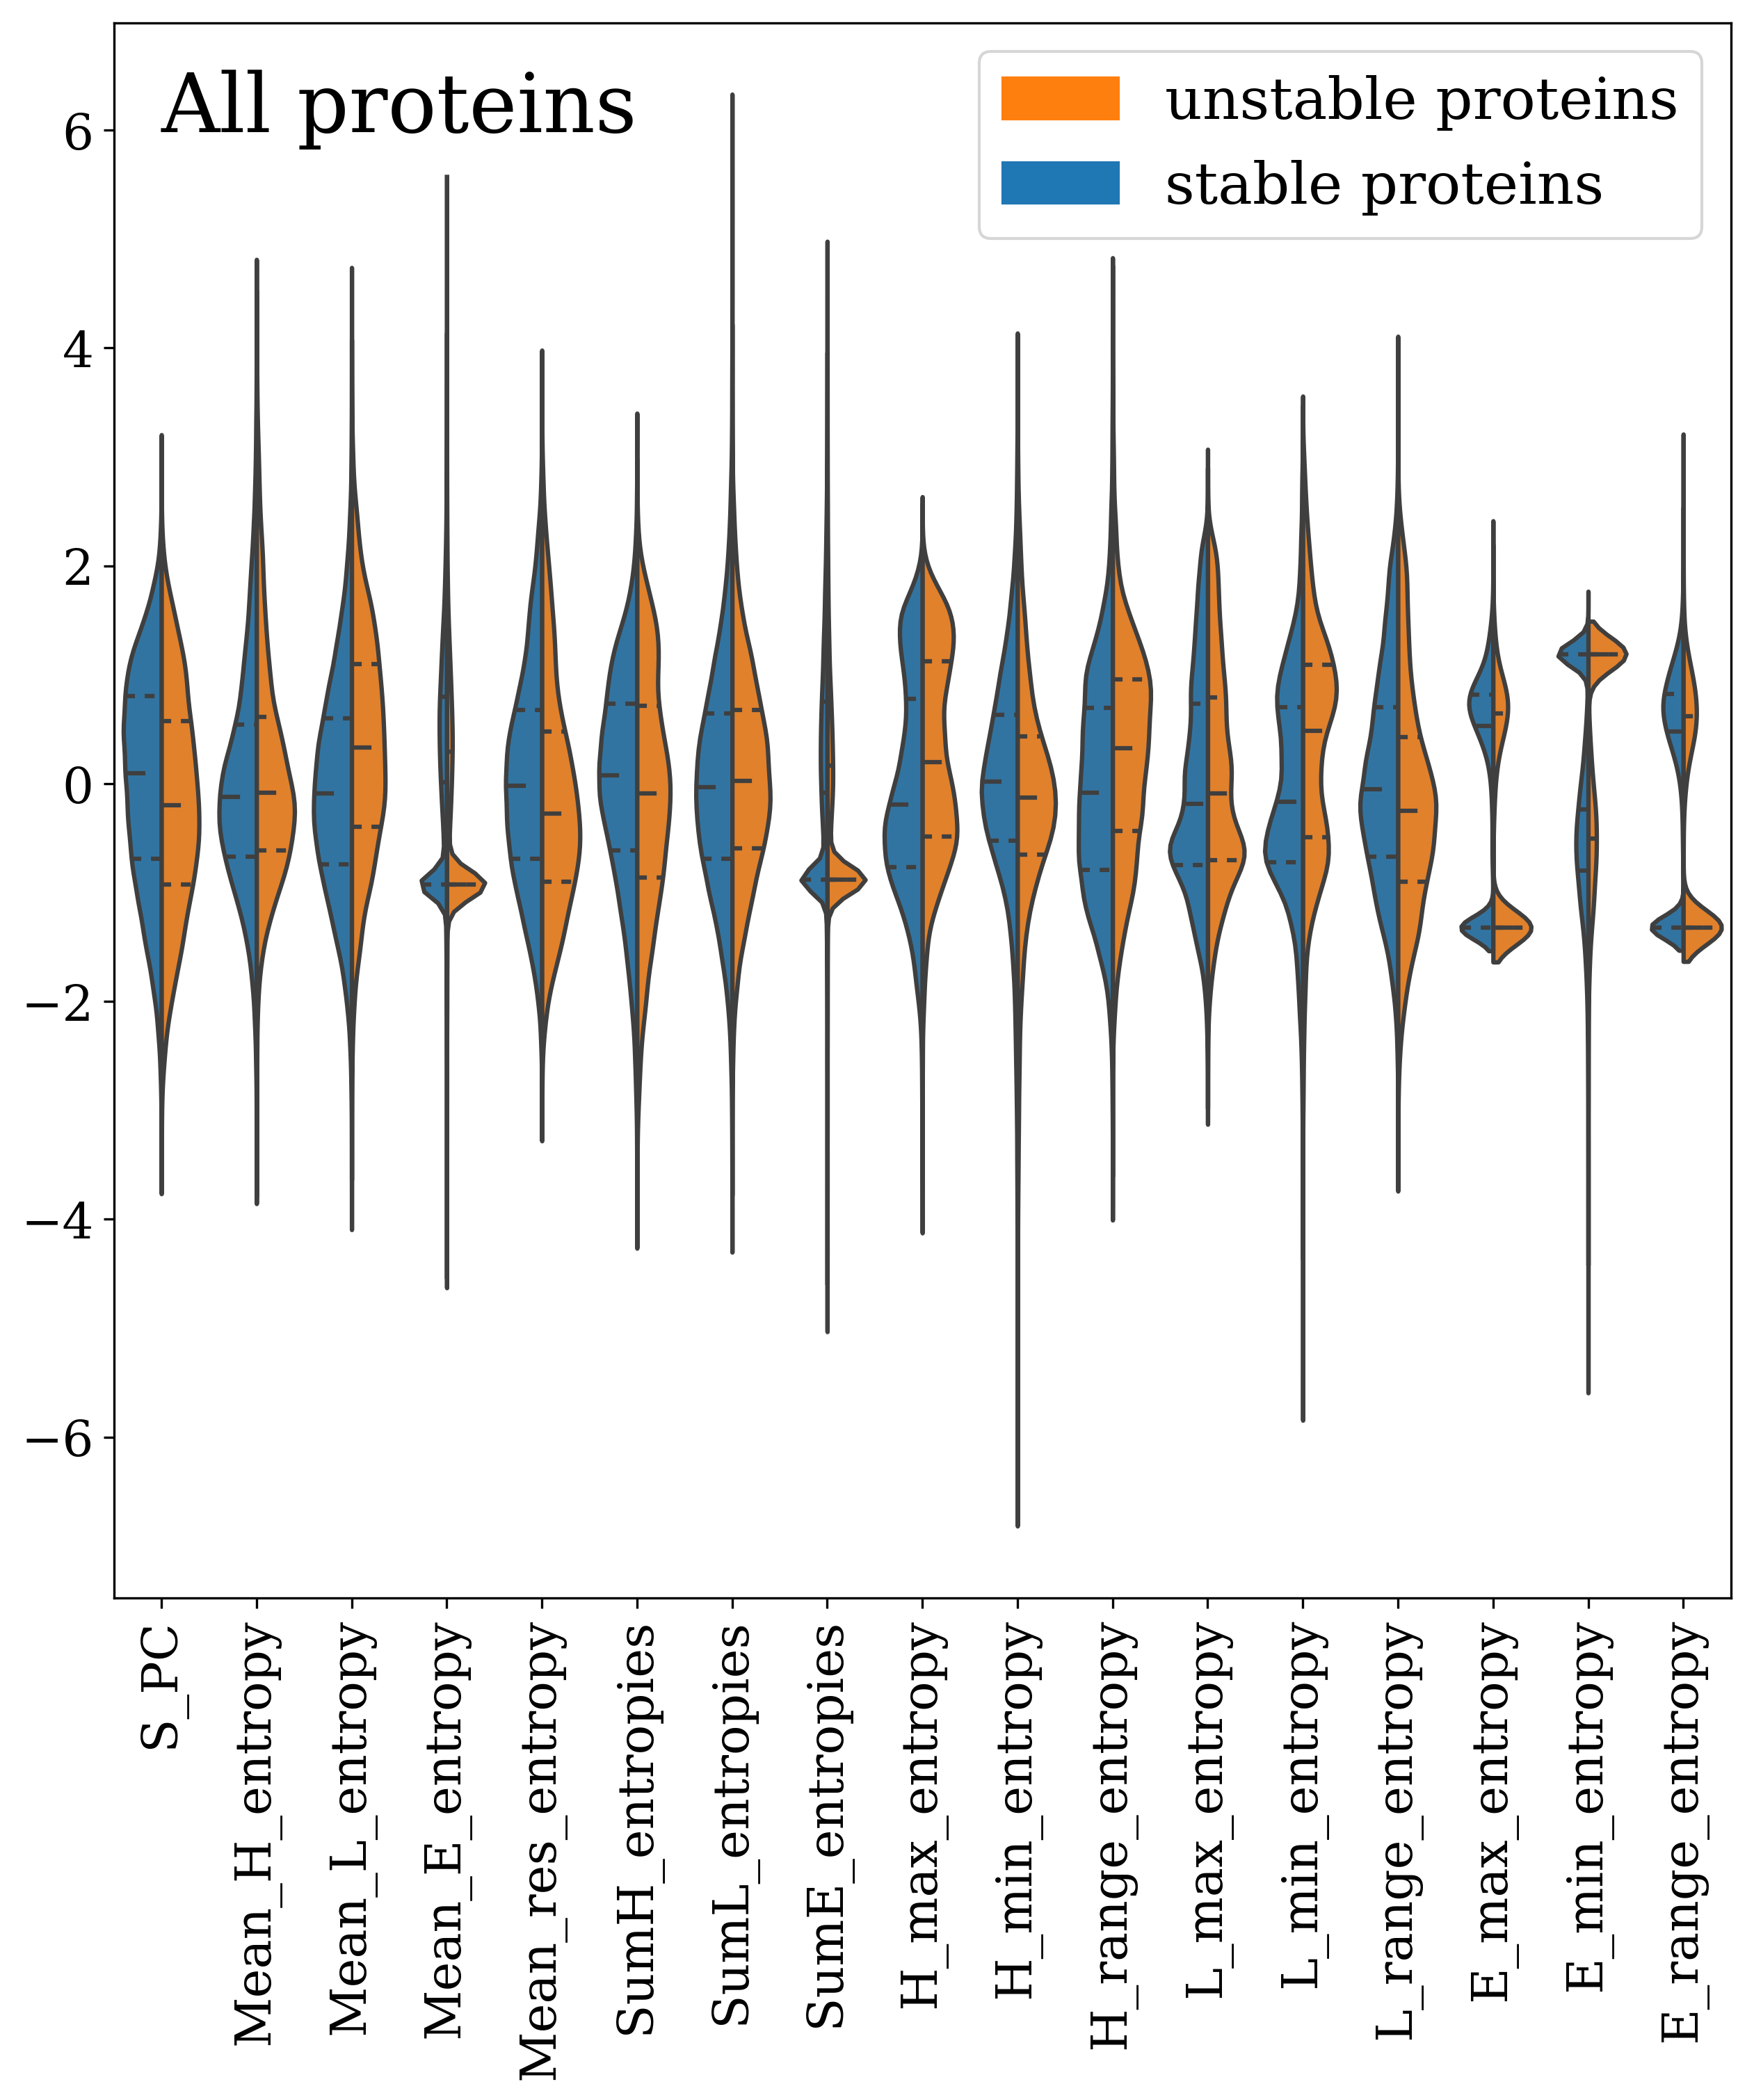 All proteins
unstable proteins
stable proteins
6
4
2
0
−2
−4
−6
S_PC
Mean_H_entropy
Mean_L_entropy
Mean_E_entropy
Mean_res_entropy
SumH_entropies
SumL_entropies
SumE_entropies
H_max_entropy
H_min_entropy
H_range_entropy
L_max_entropy
L_min_entropy
L_range_entropy
E_max_entropy
E_min_entropy
E_range_entropy